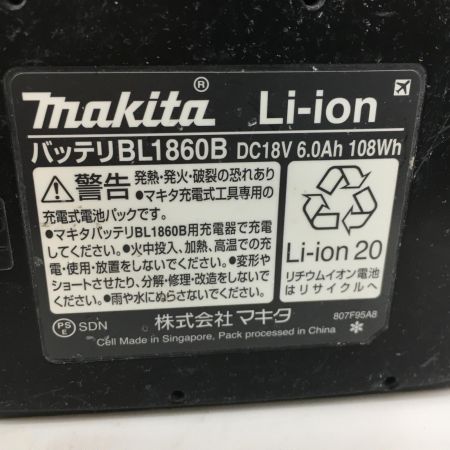 makita® Li-ion
バッテリBL1860B DC18V 6.0Ah 108Wh
警告 発熱・発火・破裂の恐れあり
●マキタ充電式工具専用の
充電式電池パックです。
●マキタバッテリBL1860B用充電器で充電
してください。●火中投入、加熱、高温での充
電・使用・放置をしないでください。●変形や
ショートさせたり、分解・修理・改造をしないで
ください。●雨や水にぬらさないでください。
Li-ion 20
リチウムイオン電池
はリサイクルへ
PSE SDN 株式会社 マキタ 807F95A8
Cell Made in Singapore, Pack processed in China ✻